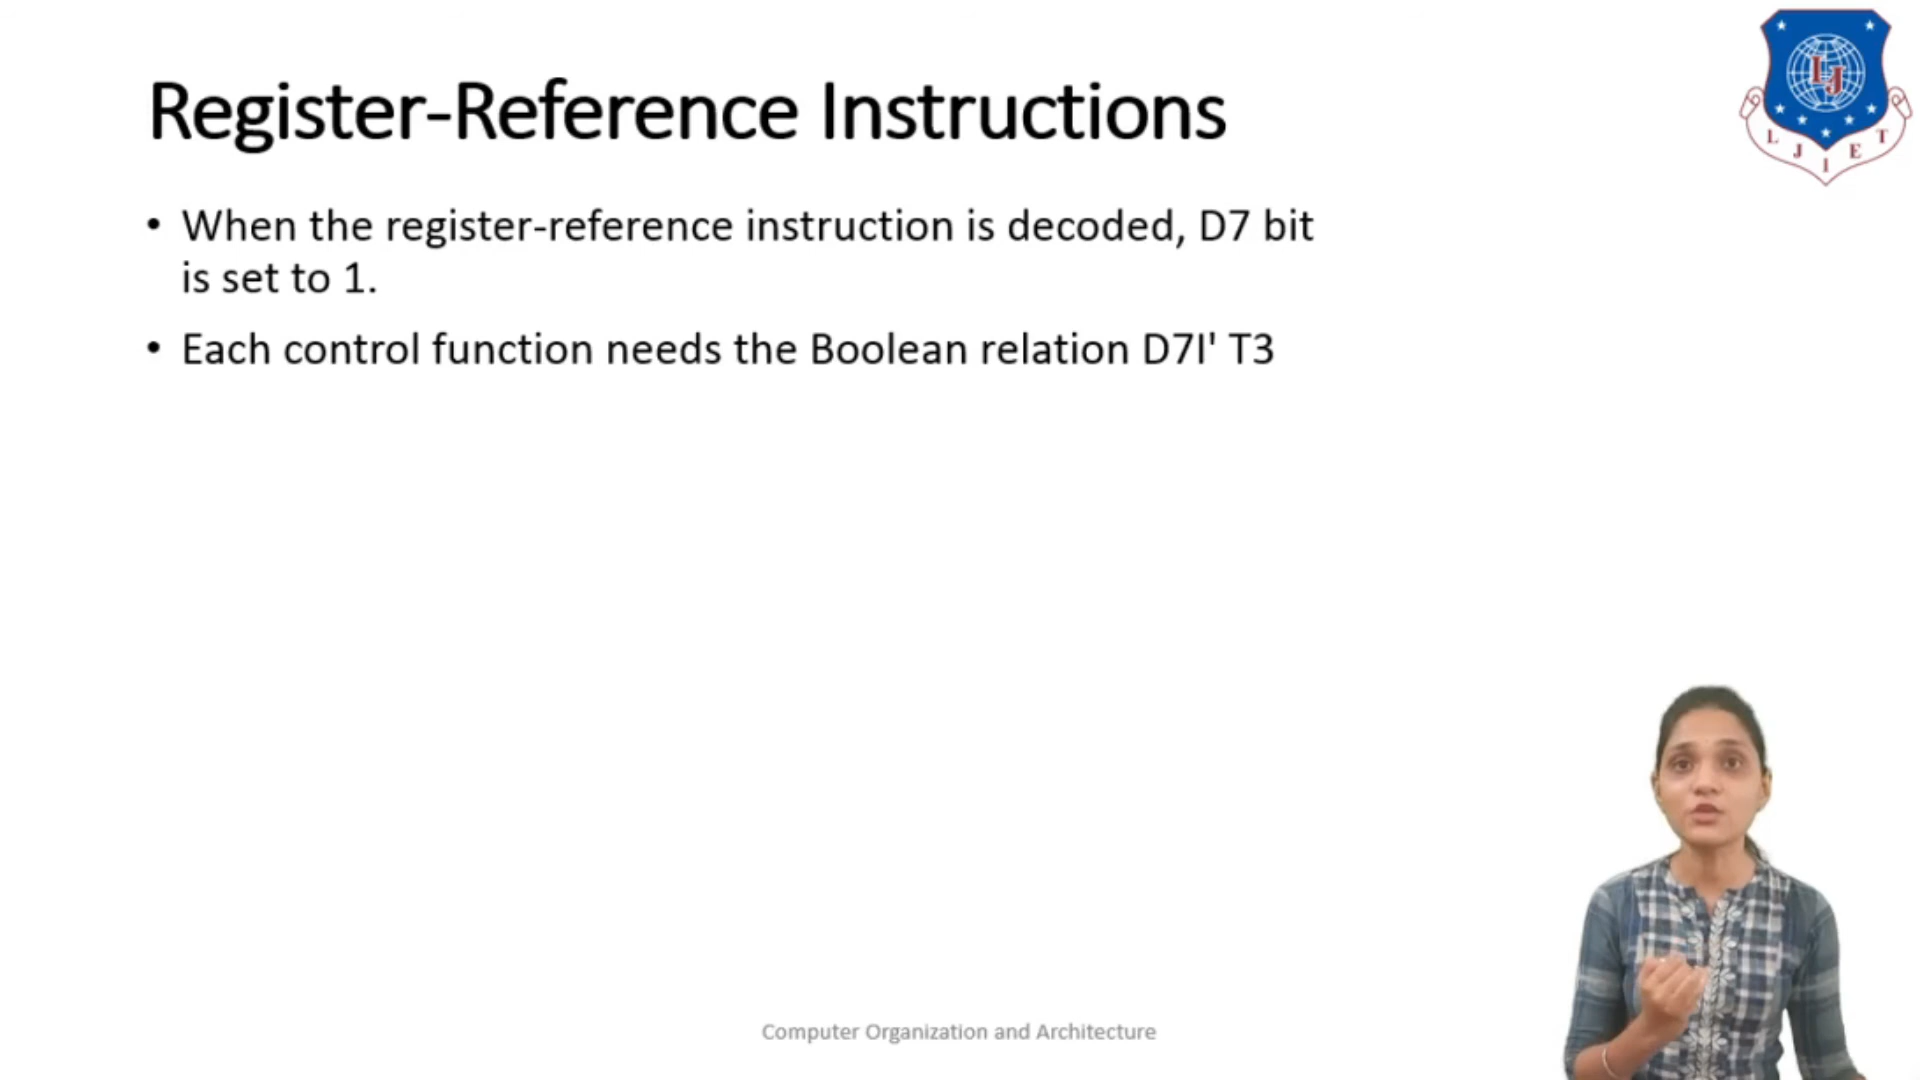 Register-Reference Instructions
• When the register-reference instruction is decoded, D7 bit
is set to 1.
• Each control function needs the Boolean relation D7I' T3
LJ
L J I E T
Computer Organization and Architecture